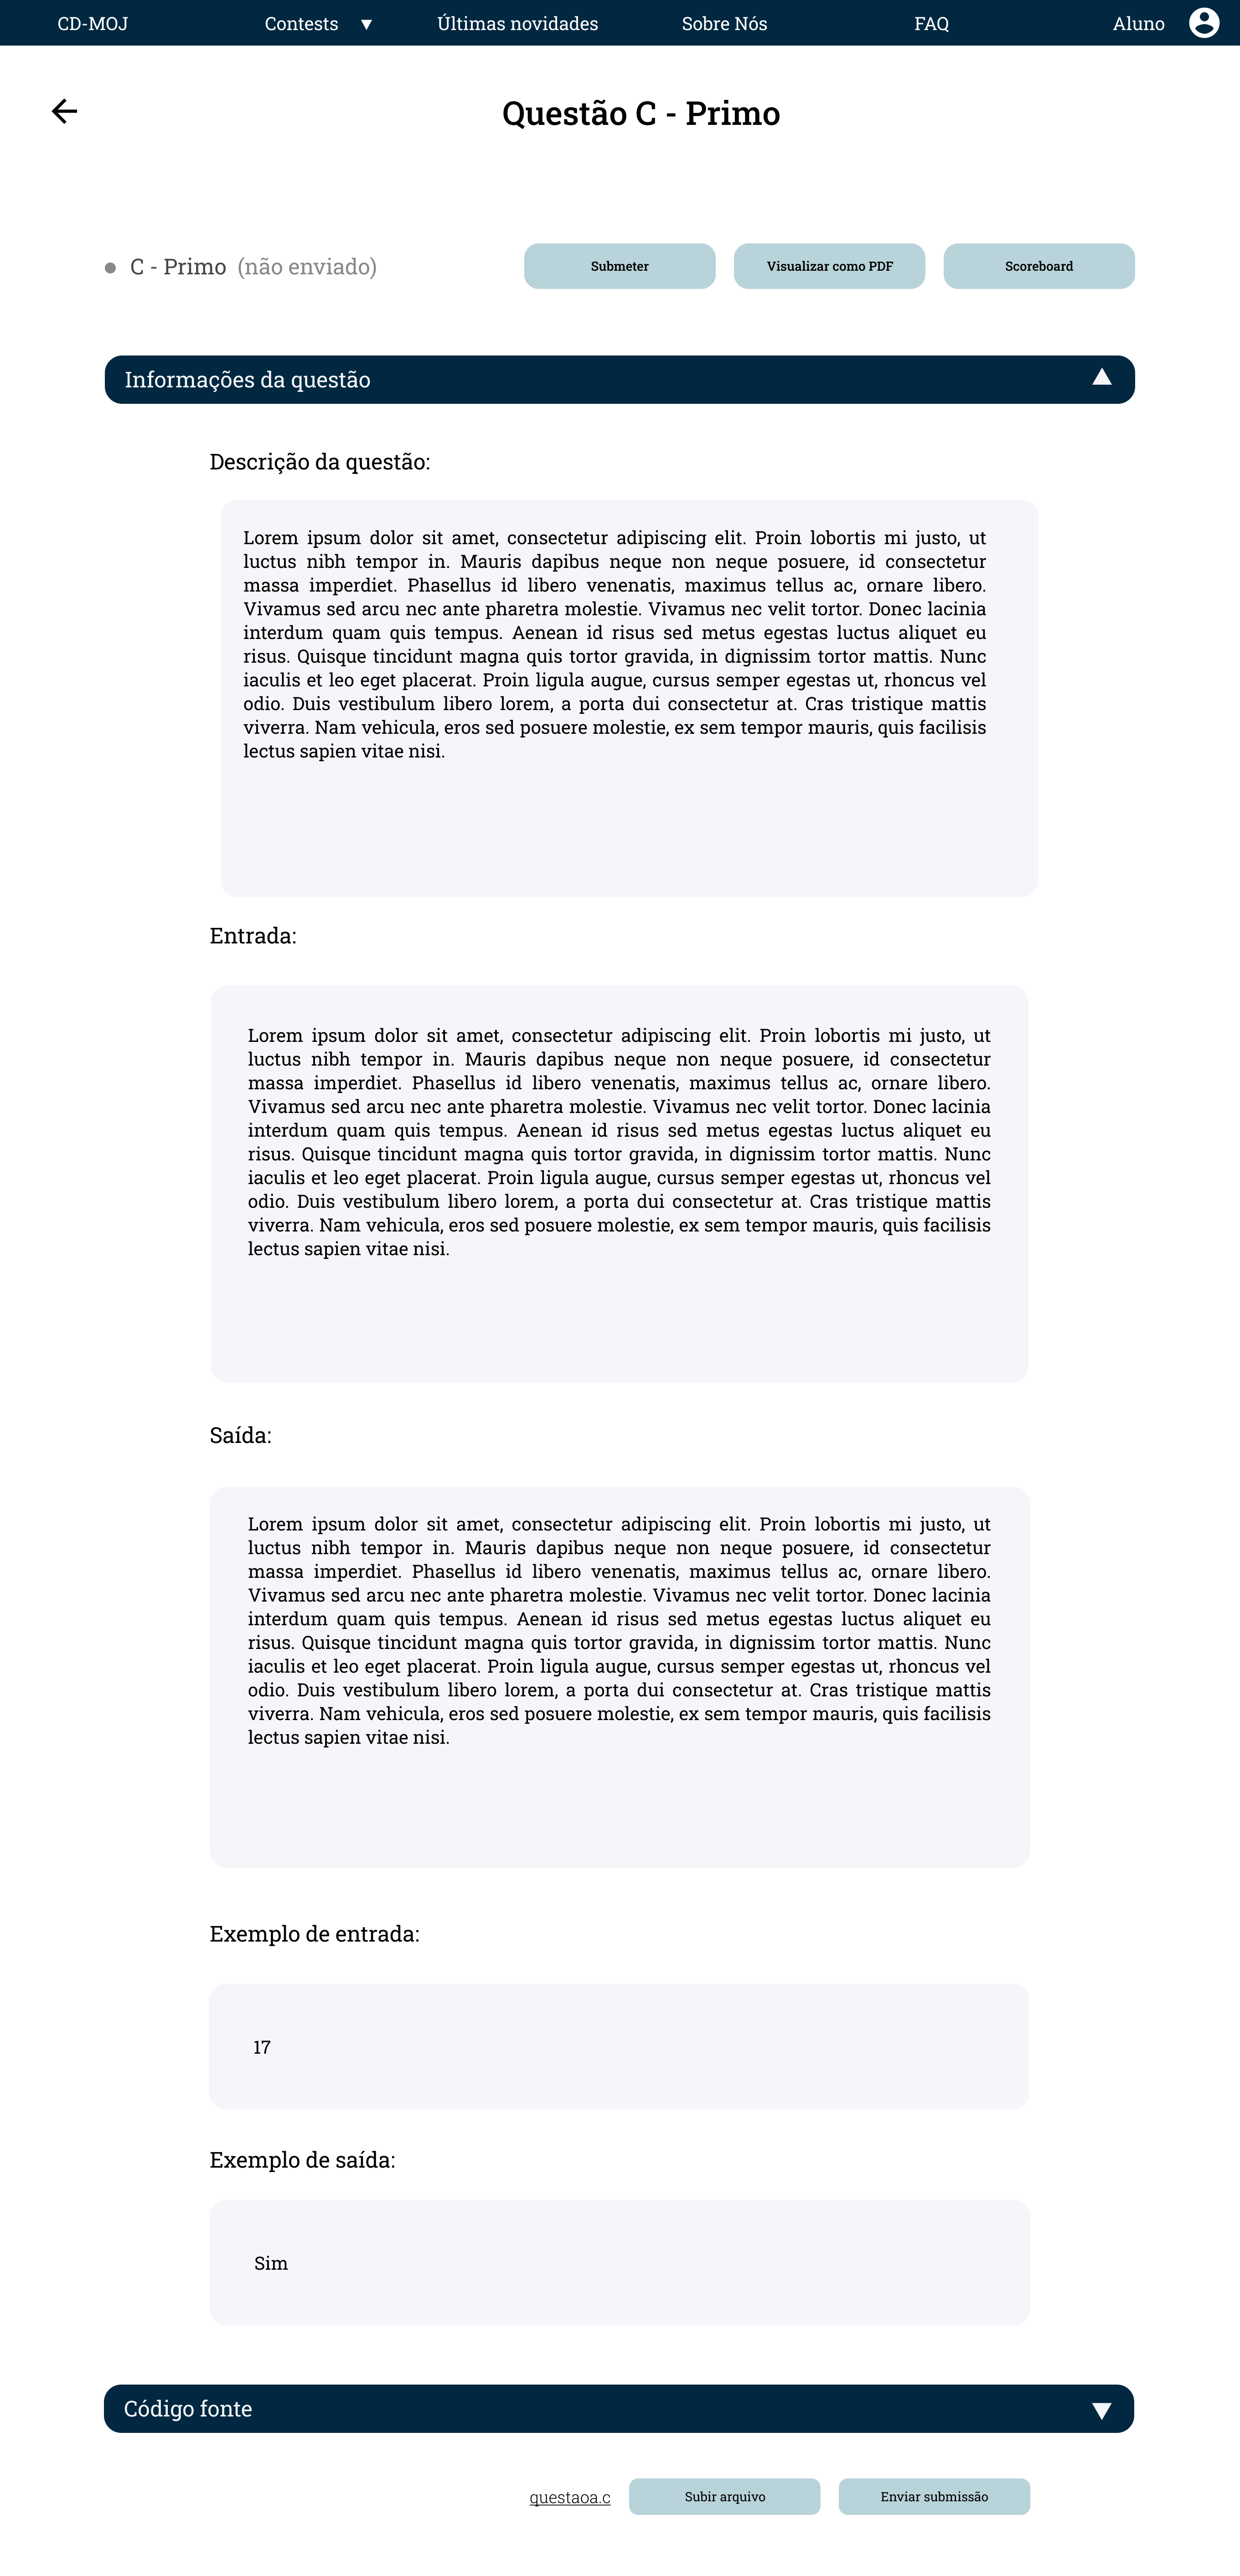 CD-MOJ Contests ▼ Últimas novidades Sobre Nós FAQ Aluno
Questão C - Primo
C - Primo (não enviado) Submeter Visualizar como PDF Scoreboard
Informações da questão
Descrição da questão:
Lorem ipsum dolor sit amet, consectetur adipiscing elit. Proin lobortis mi justo, ut
luctus nibh tempor in. Mauris dapibus neque non neque posuere, id consectetur
massa imperdiet. Phasellus id libero venenatis, maximus tellus ac, ornare libero.
Vivamus sed arcu nec ante pharetra molestie. Vivamus nec velit tortor. Donec lacinia
interdum quam quis tempus. Aenean id risus sed metus egestas luctus aliquet eu
risus. Quisque tincidunt magna quis tortor gravida, in dignissim tortor mattis. Nunc
iaculis et leo eget placerat. Proin ligula augue, cursus semper egestas ut, rhoncus vel
odio. Duis vestibulum libero lorem, a porta dui consectetur at. Cras tristique mattis
viverra. Nam vehicula, eros sed posuere molestie, ex sem tempor mauris, quis facilisis
lectus sapien vitae nisi.
Entrada:
Lorem ipsum dolor sit amet, consectetur adipiscing elit. Proin lobortis mi justo, ut
luctus nibh tempor in. Mauris dapibus neque non neque posuere, id consectetur
massa imperdiet. Phasellus id libero venenatis, maximus tellus ac, ornare libero.
Vivamus sed arcu nec ante pharetra molestie. Vivamus nec velit tortor. Donec lacinia
interdum quam quis tempus. Aenean id risus sed metus egestas luctus aliquet eu
risus. Quisque tincidunt magna quis tortor gravida, in dignissim tortor mattis. Nunc
iaculis et leo eget placerat. Proin ligula augue, cursus semper egestas ut, rhoncus vel
odio. Duis vestibulum libero lorem, a porta dui consectetur at. Cras tristique mattis
viverra. Nam vehicula, eros sed posuere molestie, ex sem tempor mauris, quis facilisis
lectus sapien vitae nisi.
Saída:
Lorem ipsum dolor sit amet, consectetur adipiscing elit. Proin lobortis mi justo, ut
luctus nibh tempor in. Mauris dapibus neque non neque posuere, id consectetur
massa imperdiet. Phasellus id libero venenatis, maximus tellus ac, ornare libero.
Vivamus sed arcu nec ante pharetra molestie. Vivamus nec velit tortor. Donec lacinia
interdum quam quis tempus. Aenean id risus sed metus egestas luctus aliquet eu
risus. Quisque tincidunt magna quis tortor gravida, in dignissim tortor mattis. Nunc
iaculis et leo eget placerat. Proin ligula augue, cursus semper egestas ut, rhoncus vel
odio. Duis vestibulum libero lorem, a porta dui consectetur at. Cras tristique mattis
viverra. Nam vehicula, eros sed posuere molestie, ex sem tempor mauris, quis facilisis
lectus sapien vitae nisi.
Exemplo de entrada:
17
Exemplo de saída:
Sim
Código fonte
questaoa.c Subir arquivo Enviar submissão